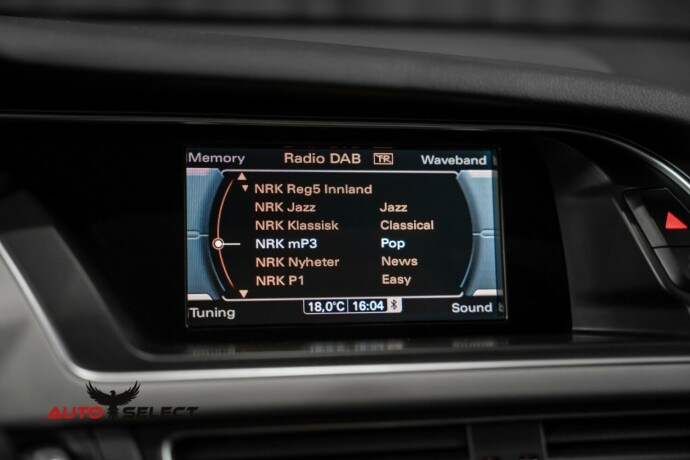 Memory Radio DAB TP Waveband
NRK Reg5 Innland
NRK Jazz Jazz
NRK Klassisk Classical
NRK mP3 Pop
NRK Nyheter News
NRK P1 Easy
Tuning 18,0°C 16:04 Sound
AUTO SELECT